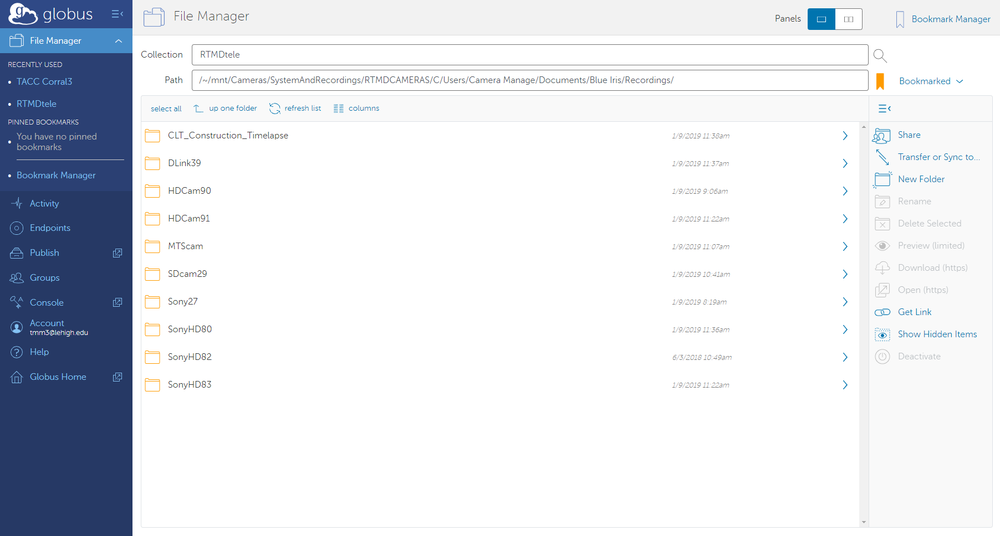 globus
File Manager
RECENTLY USED
TACC Corral3
RTMDtele
PINNED BOOKMARKS
You have no pinned
bookmarks
Bookmark Manager
Activity
Endpoints
Publish
Groups
Console
Account
tmm3@lehigh.edu
Help
Globus Home
File Manager
Panels
Bookmark Manager
Collection RTMDtele
Path /~/mnt/Cameras/SystemAndRecordings/RTMDCAMERAS/C/Users/Camera Manage/Documents/Blue Iris/Recordings/
Bookmarked
select all up one folder refresh list columns
CLT_Construction_Timelapse 1/9/2019 11:38am
DLink39 1/9/2019 11:37am
HDCam90 1/9/2019 9:06am
HDCam91 1/9/2019 11:22am
MTScam 1/9/2019 11:07am
SDcam29 1/9/2019 10:41am
Sony27 1/9/2019 8:19am
SonyHD80 1/9/2019 11:36am
SonyHD82 6/3/2018 10:49am
SonyHD83 1/9/2019 11:22am
Share
Transfer or Sync to...
New Folder
Rename
Delete Selected
Preview (limited)
Download (https)
Open (https)
Get Link
Show Hidden Items
Deactivate